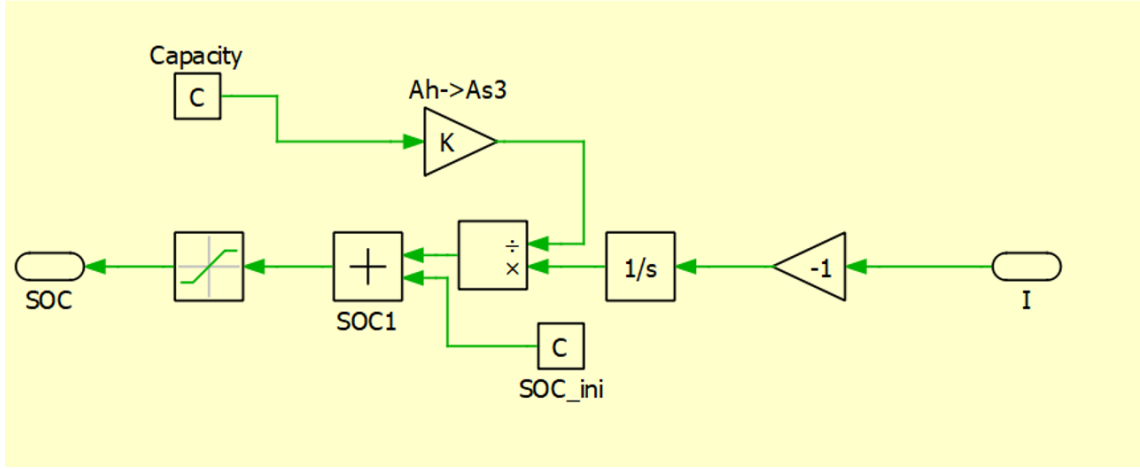 Capacity
C
Ah->As3
K
÷
×
1/s
-1
SOC
SOC1
I
C
SOC_ini